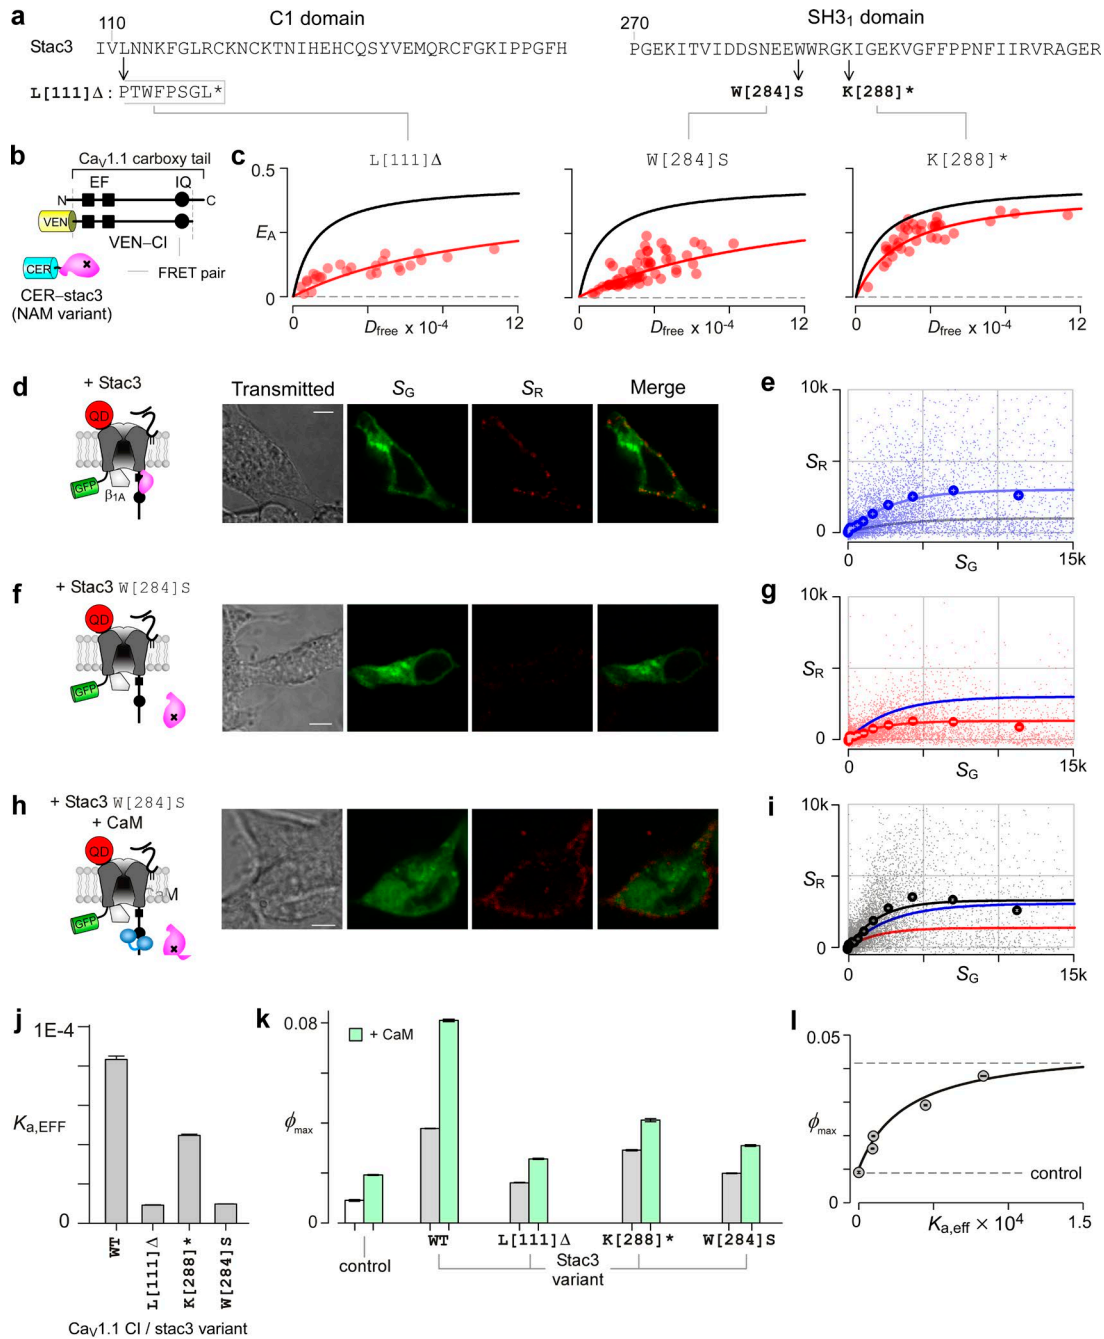 a
110
C1 domain
SH3₁ domain
270
Stac3
IVLNNKFGLRCKNCKTNIHEHCQSYVEMQRCFGKIPPGFH
PGEKITVIDDSNEEWWRGKIGEKVGFFPPNFIIRVRAGER
L[111]Δ : PTWFPSGL*
W[284]S
K[288]*
b
CaV1.1 carboxy tail
EF
IQ
N
C
VEN
VEN–CI
CER
FRET pair
CER–stac3
(NAM variant)
c
L[111]Δ
W[284]S
K[288]*
0.5
EA
0
0
Dfree x 10-4
12
0
Dfree x 10-4
12
0
Dfree x 10-4
12
d
+ Stac3
Transmitted
SG
SR
Merge
QD
GFP
β1A
e
10k
SR
0
0
SG
15k
f
+ Stac3 W[284]S
QD
GFP
g
10k
SR
0
0
SG
15k
h
+ Stac3 W[284]S
+ CaM
QD
CaM
GFP
i
10k
SR
0
0
SG
15k
j
1E-4
Ka,EFF
0
WT
L[111]Δ
K[288]*
W[284]S
CaV1.1 CI / stac3 variant
k
0.08
+ CaM
ϕmax
0
control
WT
L[111]Δ
K[288]*
W[284]S
Stac3
variant
l
0.05
ϕmax
control
0
0
Ka,eff × 10⁴
1.5